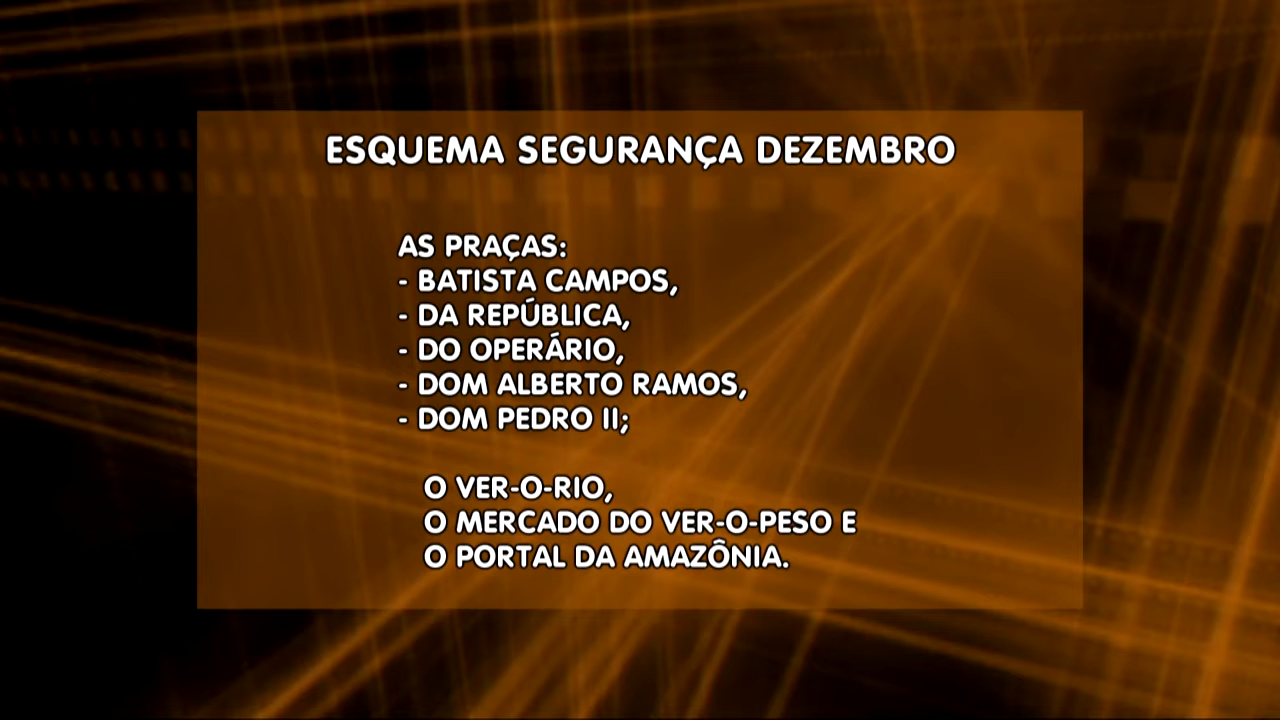 ESQUEMA SEGURANÇA DEZEMBRO
AS PRAÇAS:
- BATISTA CAMPOS,
- DA REPÚBLICA,
- DO OPERÁRIO,
- DOM ALBERTO RAMOS,
- DOM PEDRO II;
O VER-O-RIO,
O MERCADO DO VER-O-PESO E
O PORTAL DA AMAZÔNIA.